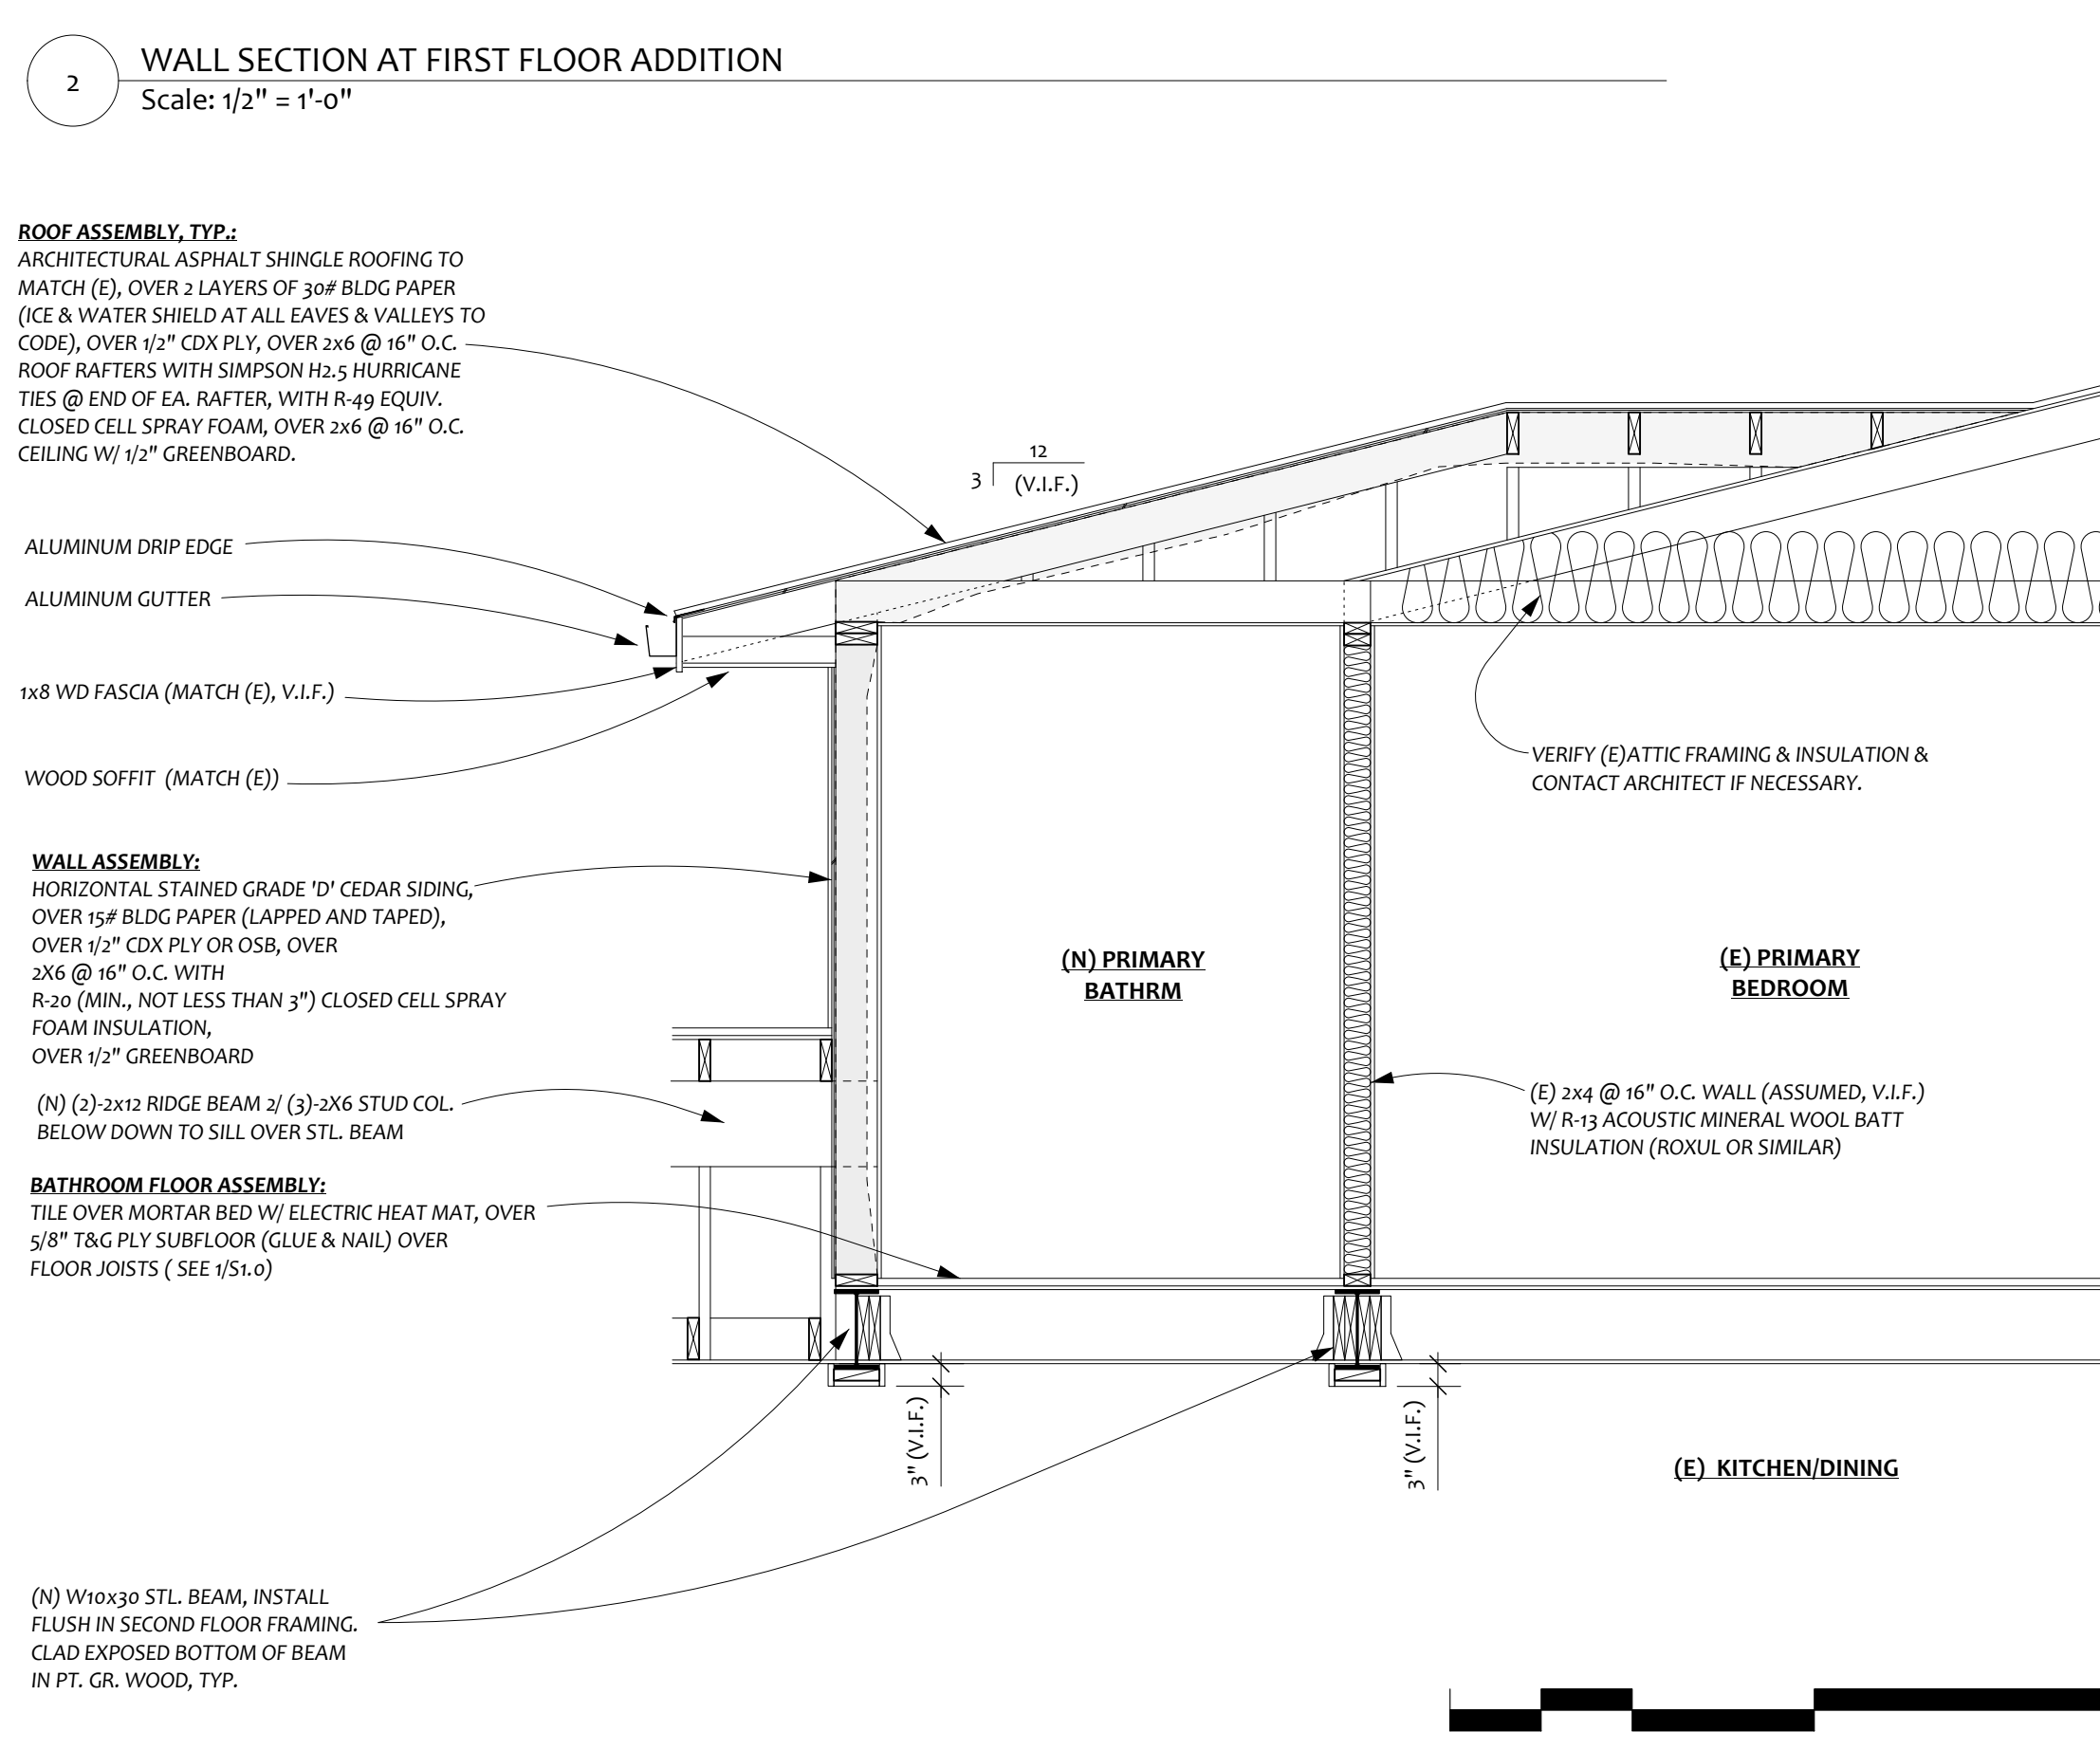 2
WALL SECTION AT FIRST FLOOR ADDITION
Scale: 1/2" = 1'-0"
ROOF ASSEMBLY, TYP.:
ARCHITECTURAL ASPHALT SHINGLE ROOFING TO
MATCH (E), OVER 2 LAYERS OF 30# BLDG PAPER
(ICE & WATER SHIELD AT ALL EAVES & VALLEYS TO
CODE), OVER 1/2" CDX PLY, OVER 2x6 @ 16" O.C.
ROOF RAFTERS WITH SIMPSON H2.5 HURRICANE
TIES @ END OF EA. RAFTER, WITH R-49 EQUIV.
CLOSED CELL SPRAY FOAM, OVER 2x6 @ 16" O.C.
CEILING W/ 1/2" GREENBOARD.
12
3
(V.I.F.)
ALUMINUM DRIP EDGE
ALUMINUM GUTTER
1x8 WD FASCIA (MATCH (E), V.I.F.)
WOOD SOFFIT (MATCH (E))
VERIFY (E)ATTIC FRAMING & INSULATION &
CONTACT ARCHITECT IF NECESSARY.
WALL ASSEMBLY:
HORIZONTAL STAINED GRADE 'D' CEDAR SIDING,
OVER 15# BLDG PAPER (LAPPED AND TAPED),
OVER 1/2" CDX PLY OR OSB, OVER
2X6 @ 16" O.C. WITH
R-20 (MIN., NOT LESS THAN 3") CLOSED CELL SPRAY
FOAM INSULATION,
OVER 1/2" GREENBOARD
(N) PRIMARY
BATHRM
(E) PRIMARY
BEDROOM
(N) (2)-2x12 RIDGE BEAM 2/ (3)-2X6 STUD COL.
BELOW DOWN TO SILL OVER STL. BEAM
(E) 2x4 @ 16" O.C. WALL (ASSUMED, V.I.F.)
W/ R-13 ACOUSTIC MINERAL WOOL BATT
INSULATION (ROXUL OR SIMILAR)
BATHROOM FLOOR ASSEMBLY:
TILE OVER MORTAR BED W/ ELECTRIC HEAT MAT, OVER
5/8" T&G PLY SUBFLOOR (GLUE & NAIL) OVER
FLOOR JOISTS ( SEE 1/S1.0)
3" (V.I.F.)
3" (V.I.F.)
(E) KITCHEN/DINING
(N) W10x30 STL. BEAM, INSTALL
FLUSH IN SECOND FLOOR FRAMING.
CLAD EXPOSED BOTTOM OF BEAM
IN PT. GR. WOOD, TYP.